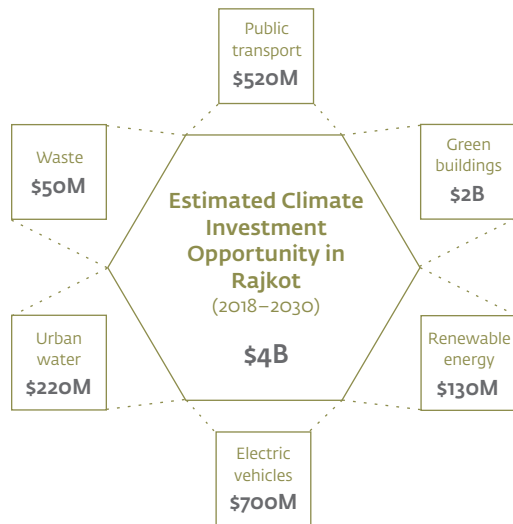 Public
transport
$520M
Waste
$50M
Green
buildings
$2B
Estimated Climate
Investment
Opportunity in
Rajkot
(2018–2030)
$4B
Urban
water
$220M
Renewable
energy
$130M
Electric
vehicles
$700M